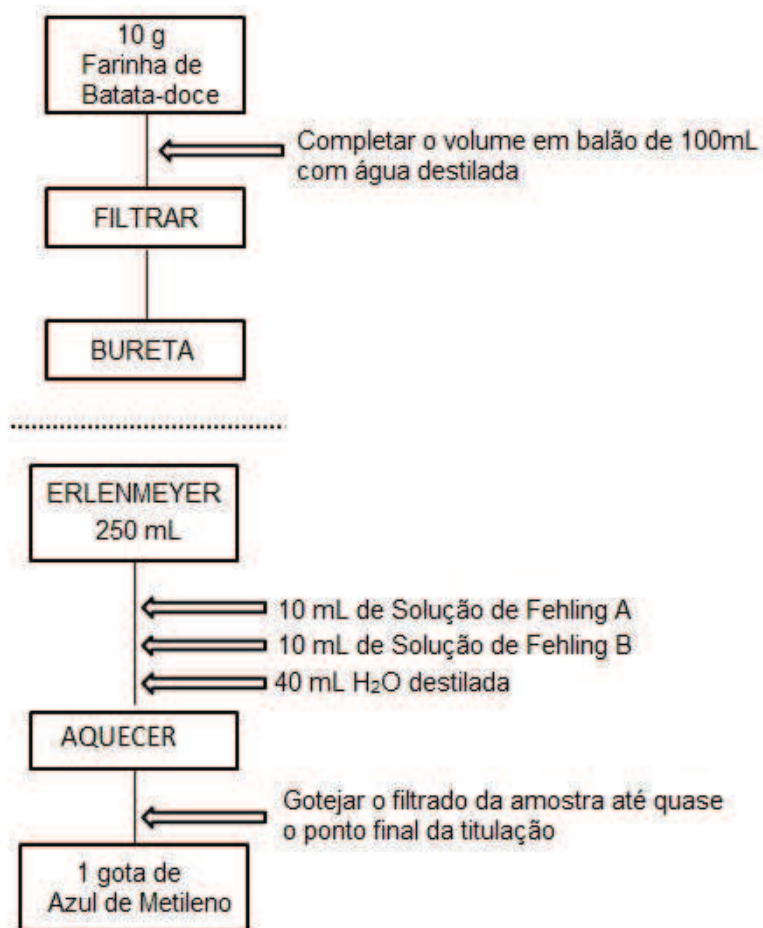 10 g
Farinha de
Batata-doce
Completar o volume em balão de 100mL
com água destilada
FILTRAR
BURETA
ERLENMEYER
250 mL
10 mL de Solução de Fehling A
10 mL de Solução de Fehling B
40 mL H₂O destilada
AQUECER
Gotejar o filtrado da amostra até quase
o ponto final da titulação
1 gota de
Azul de Metileno